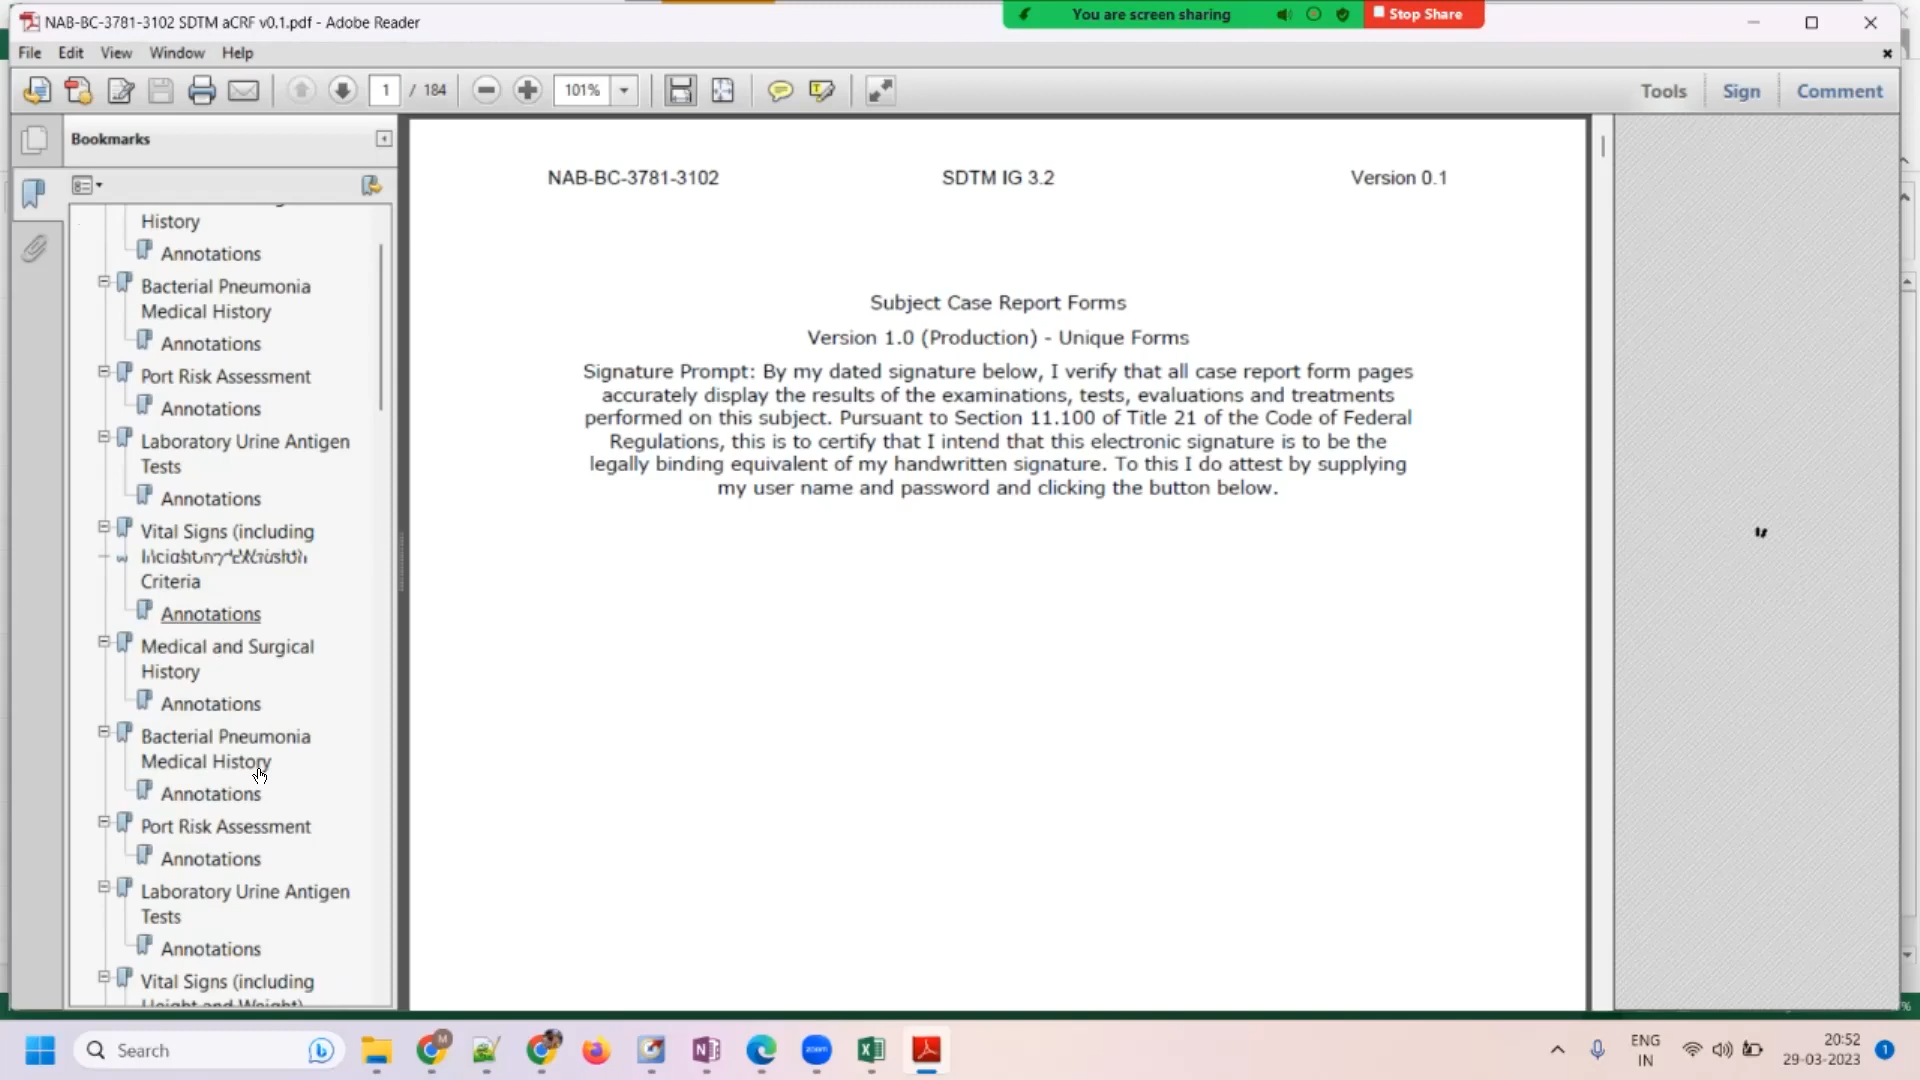 NAB-BC-3781-3102 SDTM aCRF v0.1.pdf - Adobe Reader
You are screen sharing
Stop Share
File Edit View Window Help
1 / 184
101%
Tools Sign Comment
Bookmarks
History
Annotations
Bacterial Pneumonia
Medical History
Annotations
Port Risk Assessment
Annotations
Laboratory Urine Antigen
Tests
Annotations
Vital Signs (including
Criteria
Annotations
Medical and Surgical
History
Annotations
Bacterial Pneumonia
Medical History
Annotations
Port Risk Assessment
Annotations
Laboratory Urine Antigen
Tests
Annotations
Vital Signs (including
Height and Weight)
NAB-BC-3781-3102 SDTM IG 3.2 Version 0.1
Subject Case Report Forms
Version 1.0 (Production) - Unique Forms
Signature Prompt: By my dated signature below, I verify that all case report form pages
accurately display the results of the examinations, tests, evaluations and treatments
performed on this subject. Pursuant to Section 11.100 of Title 21 of the Code of Federal
Regulations, this is to certify that I intend that this electronic signature is to be the
legally binding equivalent of my handwritten signature. To this I do attest by supplying
my user name and password and clicking the button below.
Search
zoom
M
ENG
IN
20:52
29-03-2023
1